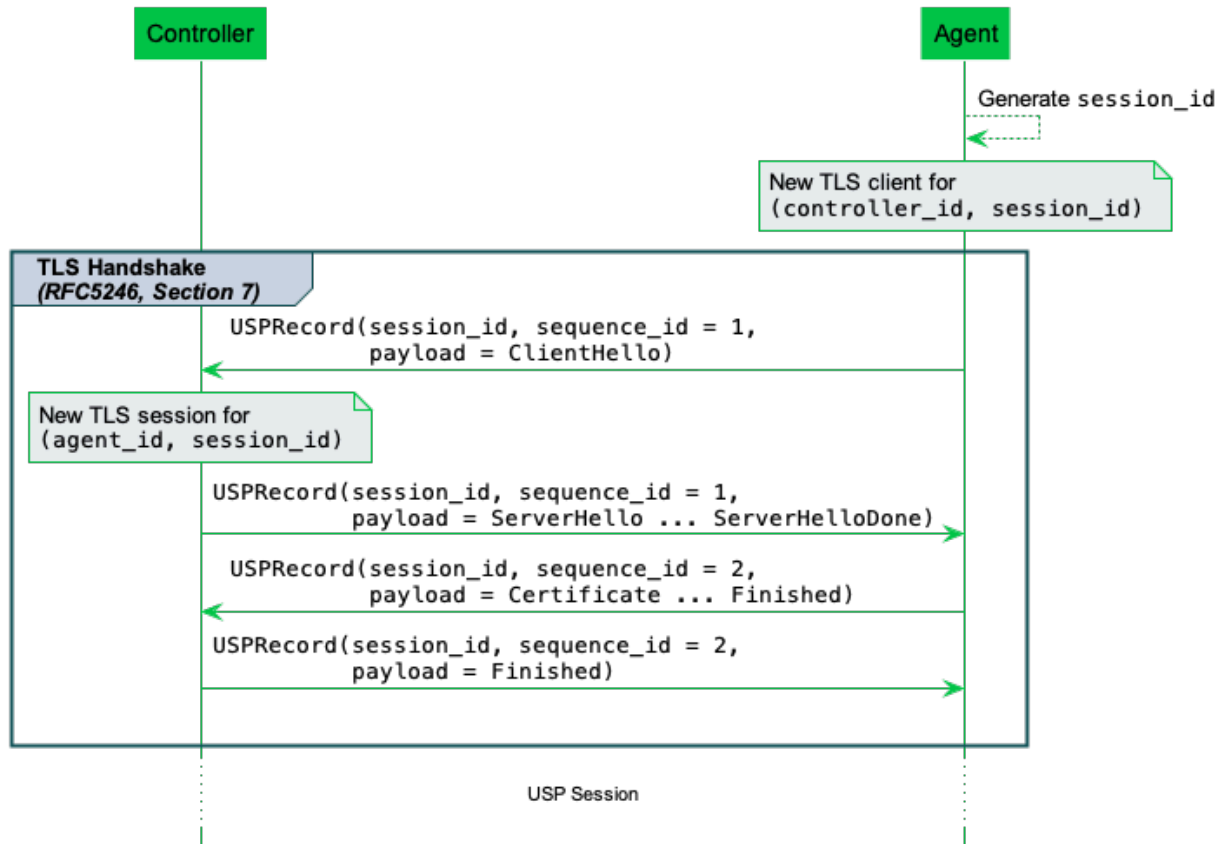 Controller
Agent
Generate session_id
New TLS client for
(controller_id, session_id)
TLS Handshake
(RFC5246, Section 7)
USPRecord(session_id, sequence_id = 1,
payload = ClientHello)
New TLS session for
(agent_id, session_id)
USPRecord(session_id, sequence_id = 1,
payload = ServerHello ... ServerHelloDone)
USPRecord(session_id, sequence_id = 2,
payload = Certificate ... Finished)
USPRecord(session_id, sequence_id = 2,
payload = Finished)
USP Session